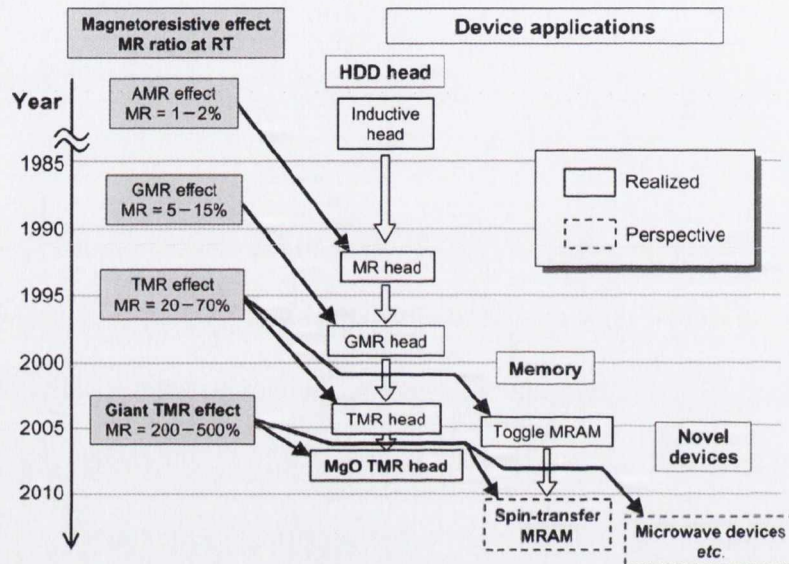 Magnetoresistive effect
MR ratio at RT
Device applications
HDD head
Year
AMR effect
MR = 1–2%
Inductive
head
1985
GMR effect
MR = 5–15%
Realized
1990
Perspective
MR head
1995
TMR effect
MR = 20–70%
GMR head
2000
Memory
Giant TMR effect
MR = 200–500%
TMR head
2005
Toggle MRAM
Novel
devices
MgO TMR head
2010
Spin-transfer
MRAM
Microwave devices
etc.